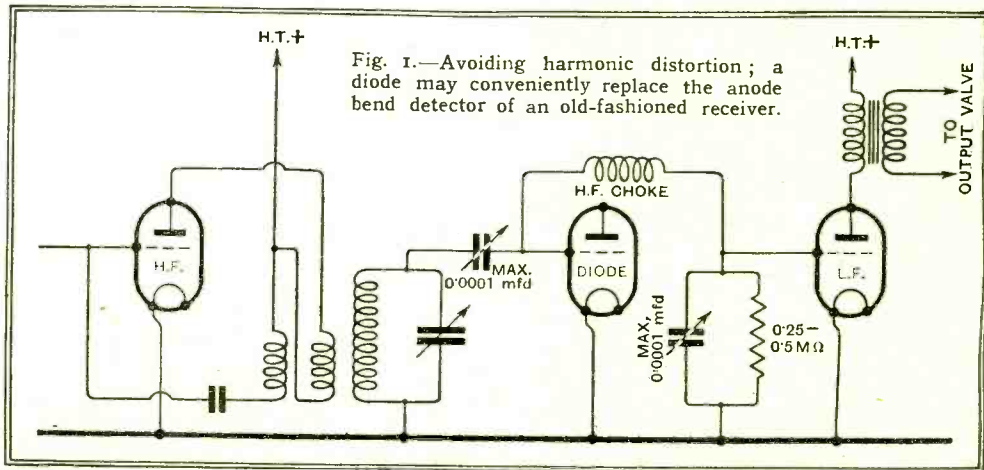 H.T.+
Fig. 1.—Avoiding harmonic distortion; a
diode may conveniently replace the anode
bend detector of an old-fashioned receiver.
H.T.+
TO
OUTPUT VALVE
H.F. CHOKE
H.F.
MAX.
0·0001 mfd
DIODE
MAX,
0·0001 mfd
0·25–
0·5 MΩ
L.F.